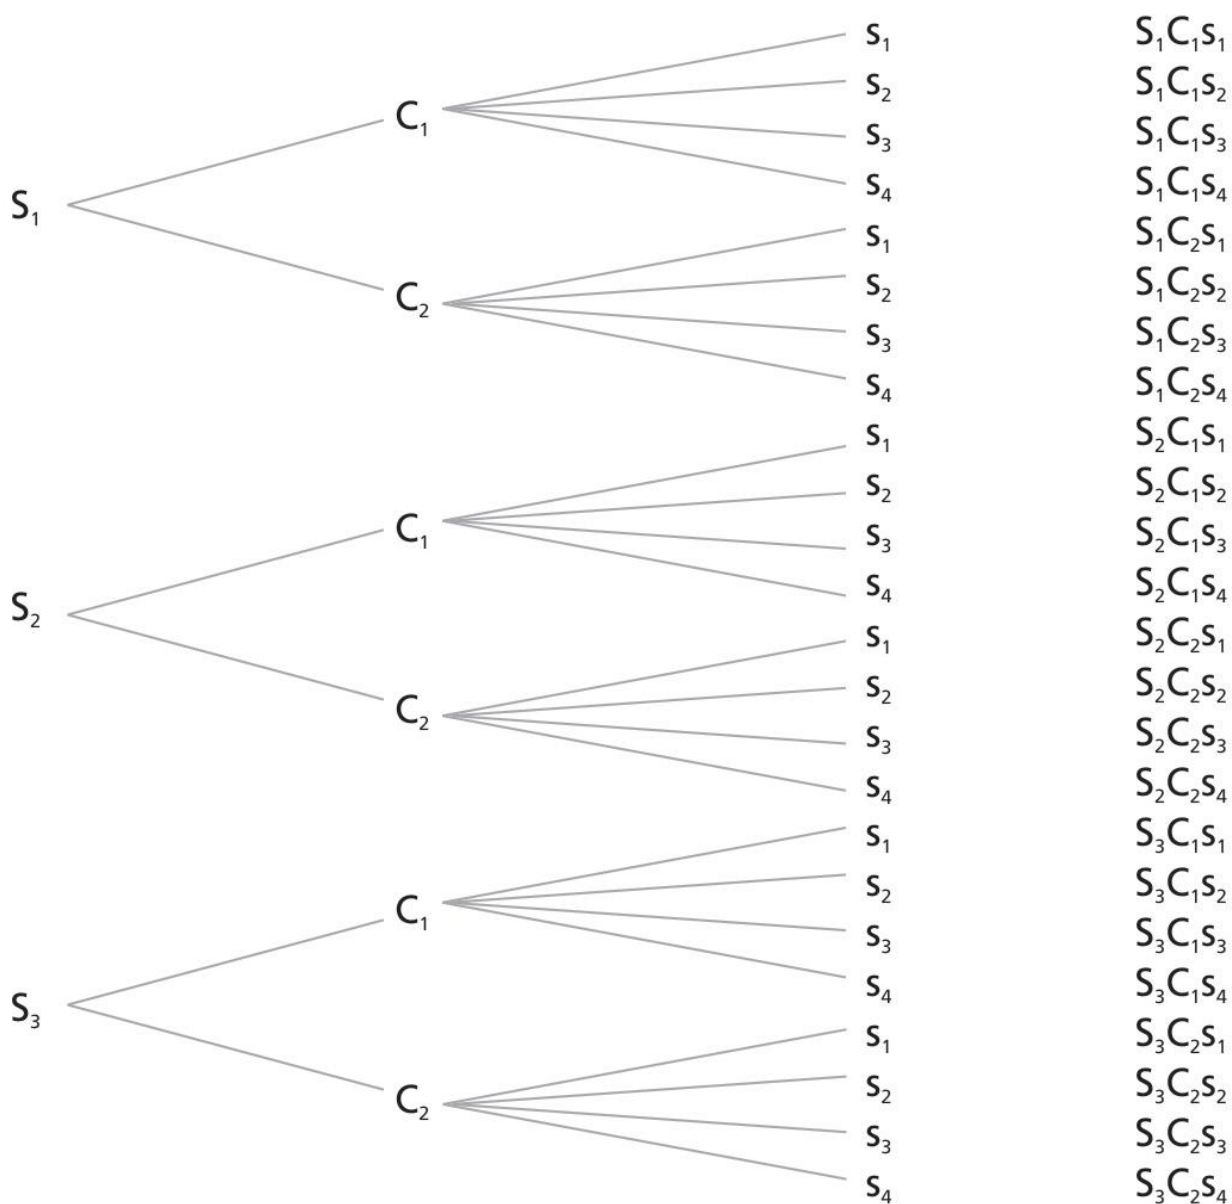 s₁ S₁C₁s₁
s₂ S₁C₁s₂
C₁
s₃ S₁C₁s₃
s₄ S₁C₁s₄
S₁
s₁ S₁C₂s₁
s₂ S₁C₂s₂
C₂
s₃ S₁C₂s₃
s₄ S₁C₂s₄
s₁ S₂C₁s₁
s₂ S₂C₁s₂
C₁
s₃ S₂C₁s₃
s₄ S₂C₁s₄
S₂
s₁ S₂C₂s₁
s₂ S₂C₂s₂
C₂
s₃ S₂C₂s₃
s₄ S₂C₂s₄
s₁ S₃C₁s₁
s₂ S₃C₁s₂
C₁
s₃ S₃C₁s₃
s₄ S₃C₁s₄
S₃
s₁ S₃C₂s₁
s₂ S₃C₂s₂
C₂
s₃ S₃C₂s₃
s₄ S₃C₂s₄